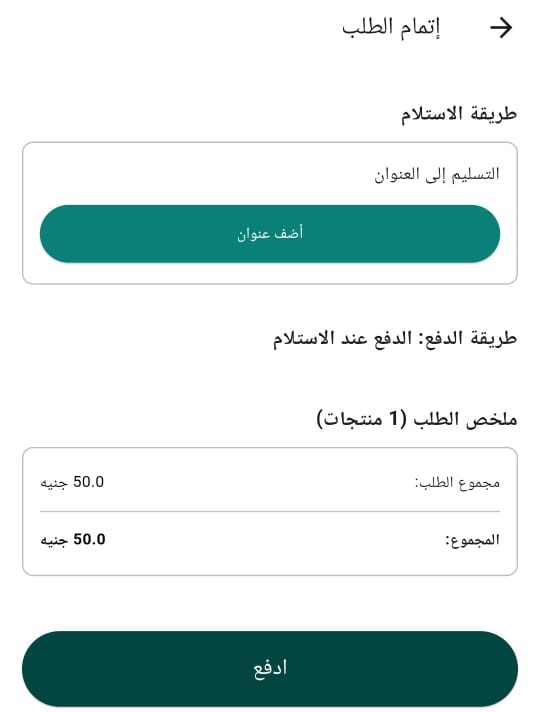 إتمام الطلب
طريقة الاستلام
التسليم إلى العنوان
أضف عنوان
طريقة الدفع: الدفع عند الاستلام
ملخص الطلب (1 منتجات)
مجموع الطلب: 50.0 جنيه
المجموع: 50.0 جنيه
ادفع